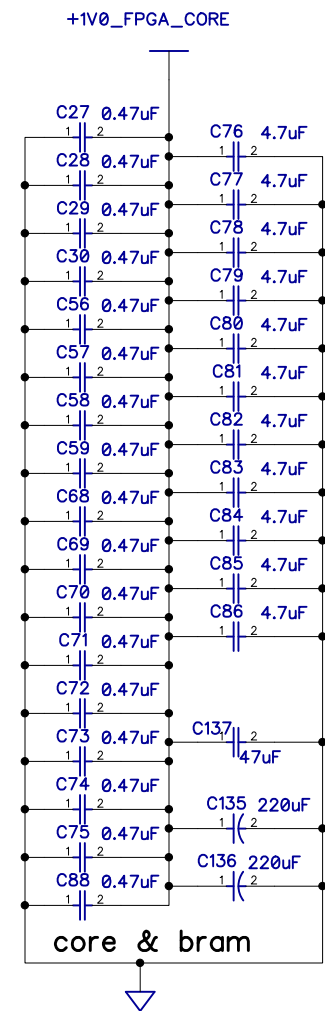 +1V0_FPGA_CORE
C27 0.47uF
1 2
C28 0.47uF
1 2
C29 0.47uF
1 2
C30 0.47uF
1 2
C56 0.47uF
1 2
C57 0.47uF
1 2
C58 0.47uF
1 2
C59 0.47uF
1 2
C68 0.47uF
1 2
C69 0.47uF
1 2
C70 0.47uF
1 2
C71 0.47uF
1 2
C72 0.47uF
1 2
C73 0.47uF
1 2
C74 0.47uF
1 2
C75 0.47uF
1 2
C88 0.47uF
1 2
C76 4.7uF
1 2
C77 4.7uF
1 2
C78 4.7uF
1 2
C79 4.7uF
1 2
C80 4.7uF
1 2
C81 4.7uF
1 2
C82 4.7uF
1 2
C83 4.7uF
1 2
C84 4.7uF
1 2
C85 4.7uF
1 2
C86 4.7uF
1 2
C137
1 2
47uF
C135 220uF
1 2
C136 220uF
1 2
core & bram